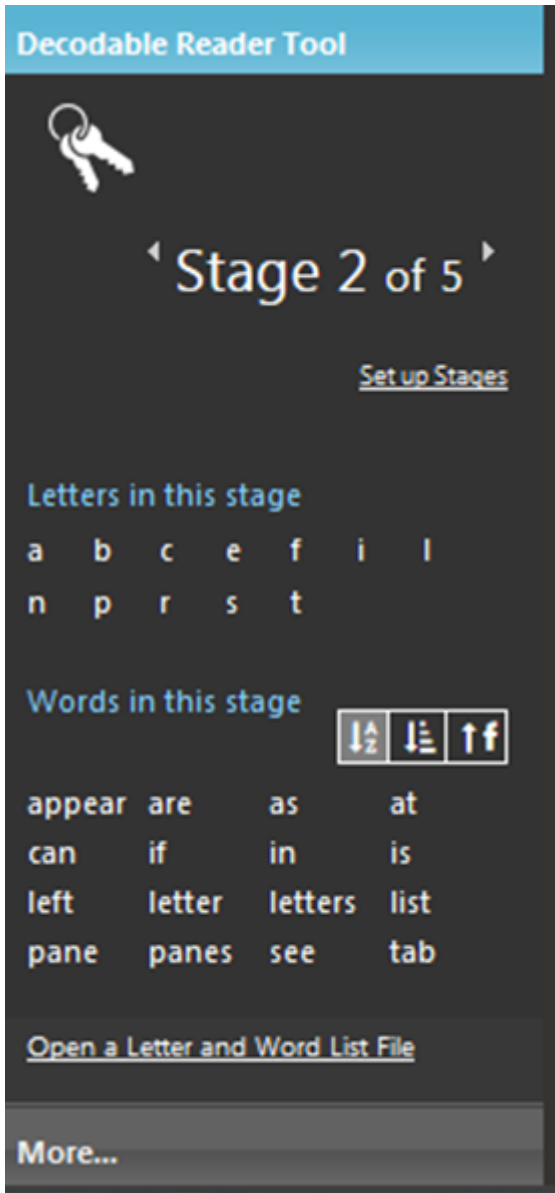 Decodable Reader Tool
Stage 2 of 5
Set up Stages
Letters in this stage
a b c e f i l
n p r s t
Words in this stage
A Z f
appear are as at
can if in is
left letter letters list
pane panes see tab
Open a Letter and Word List File
More...